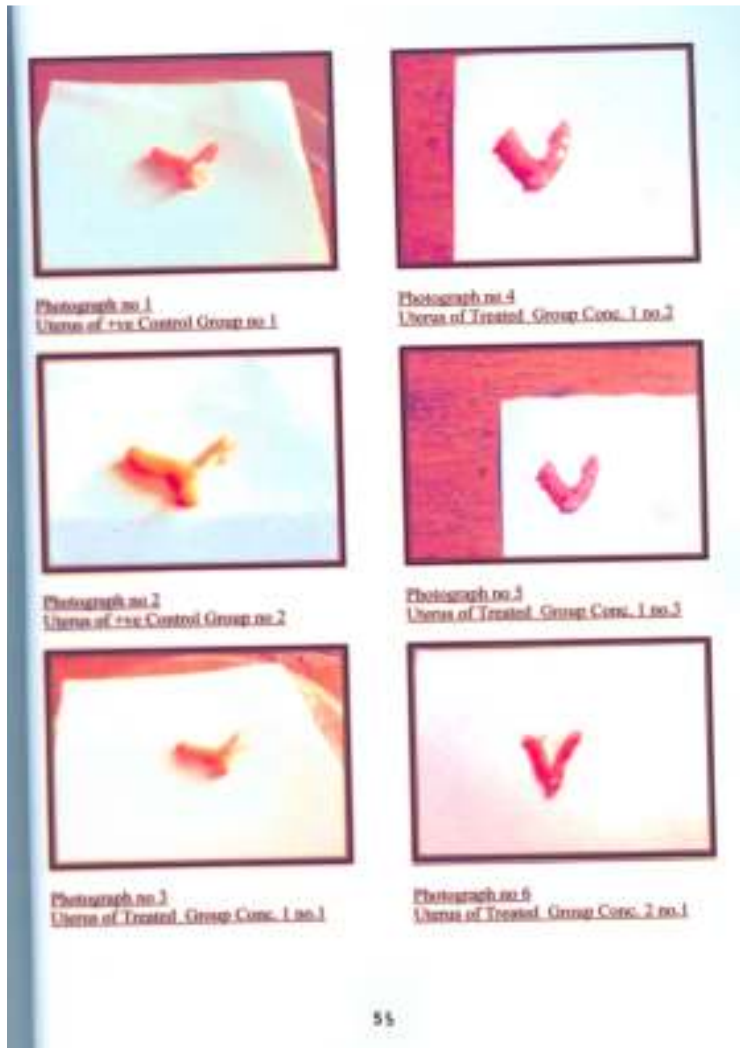 Photograph no 1
Uterus of +ve Control Group no 1
Photograph no 2
Uterus of +ve Control Group no 2
Photograph no 3
Uterus of Treated Group Conc. 1 no.1
Photograph no 4
Uterus of Treated Group Conc. 1 no.2
Photograph no 5
Uterus of Treated Group Conc. 1 no.3
Photograph no 6
Uterus of Treated Group Conc. 2 no.1
55